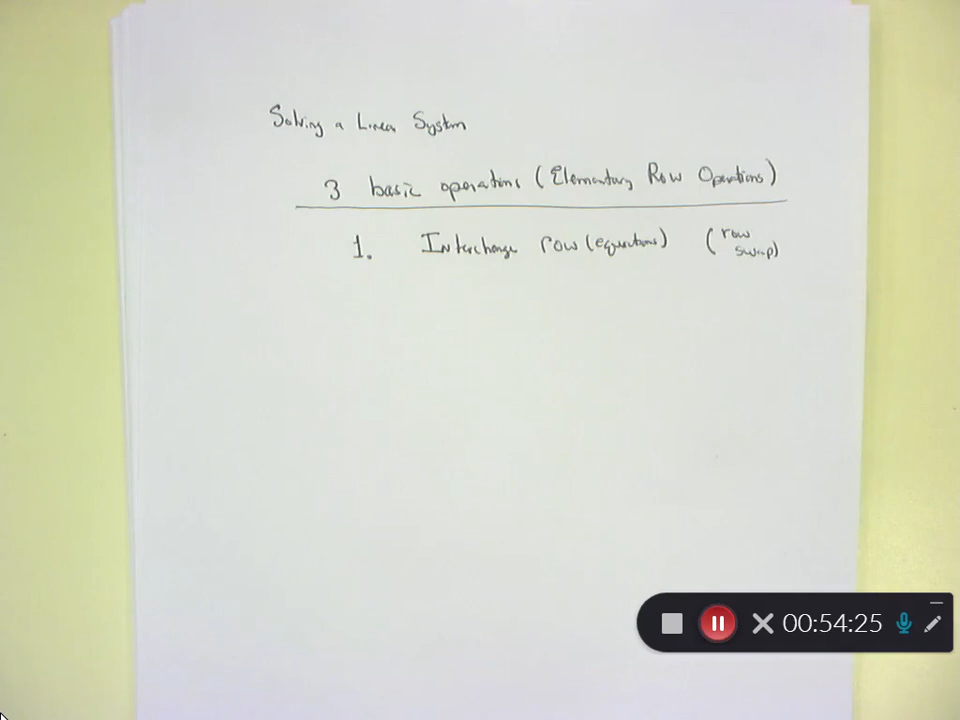 Solving a Linear System
3 basic operations (Elementary Row Operations)
1. Interchange row (equations) (row swap)
00:54:25